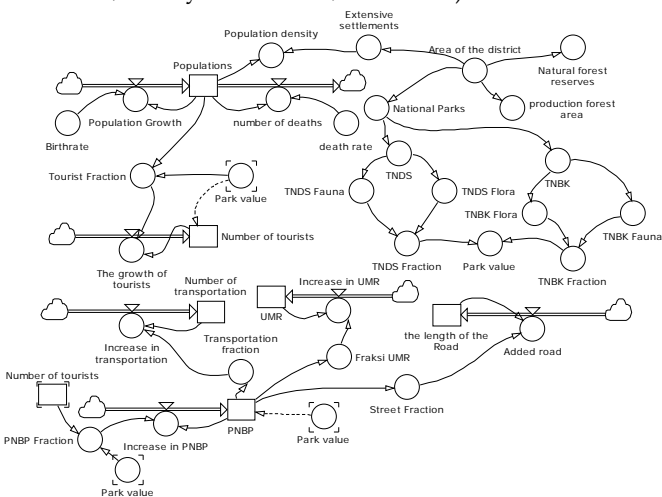 Extensive
settlements
Population density
Area of the district
Populations
Natural forest
reserves
National Parks
production forest
area
Population Growth
number of deaths
Birthrate
death rate
TNDS
Tourist Fraction
TNDS Fauna
TNDS Flora
TNBK
Park value
TNBK Flora
TNBK Fauna
Number of tourists
The growth of
tourists
TNDS Fraction
Park value
TNBK Fraction
Number of
transportation
Increase in UMR
UMR
the length of the
Road
Added road
Increase in
transportation
Transportation
fraction
Fraksi UMR
Number of tourists
Street Fraction
PNBP
Park value
PNBP Fraction
Increase in PNBP
Park value